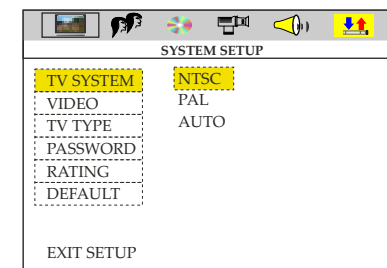 SYSTEM SETUP
TV SYSTEM
VIDEO
TV TYPE
PASSWORD
RATING
DEFAULT
EXIT SETUP
NTSC
PAL
AUTO